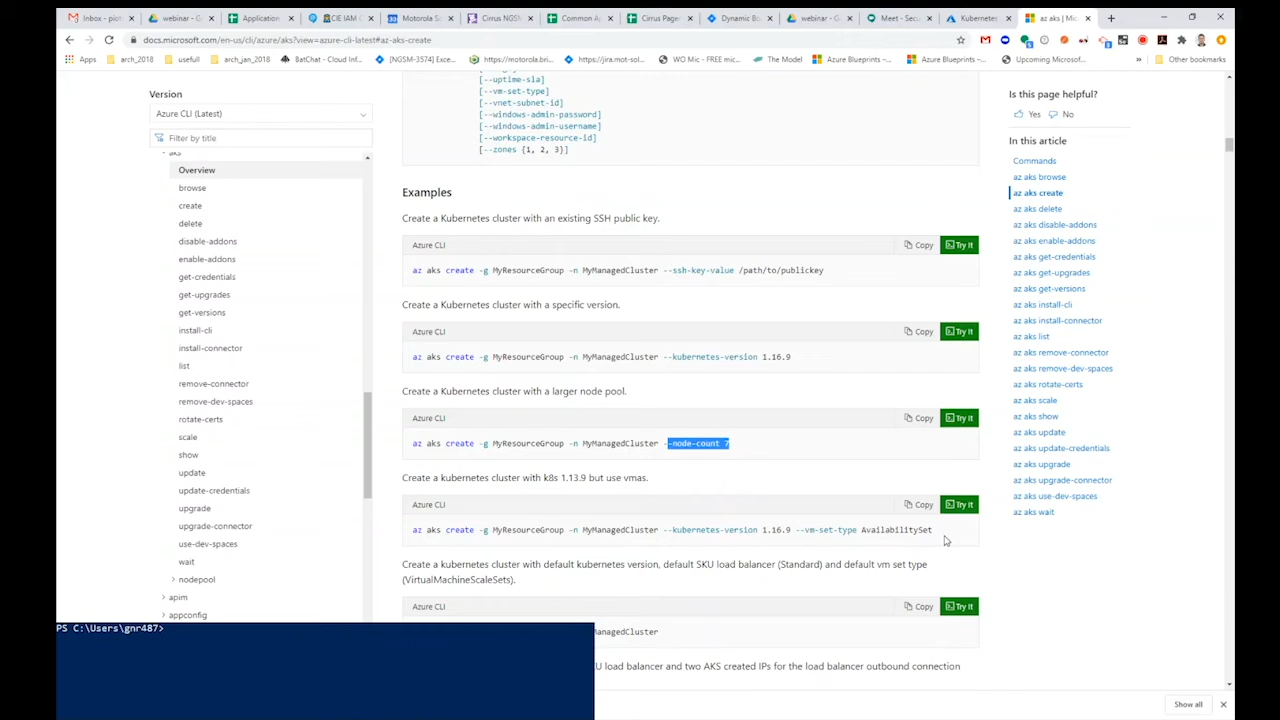 Inbox - piot
webinar - G
Application
CIE IAM C
Motorola S
Cirrus NGSM
Common Ap
Cirrus Page
Dynamic Bo
webinar - G
Meet - Secu
Kubernetes
az aks | Mic
docs.microsoft.com/en-us/cli/azure/aks?view=azure-cli-latest#az-aks-create
Apps
arch_2018
usefull
arch_jan_2018
BatChat - Cloud Inf...
[NGSM-3574] [Exce...
https://motorola.bri...
https://jira.mot-sol...
WO Mic - FREE mic...
The Model
Azure Blueprints –...
Azure Blueprints –...
Upcoming Microsof...
»
Other bookmarks
Version
Azure CLI (Latest)
Filter by title
aks
Overview
browse
create
delete
disable-addons
enable-addons
get-credentials
get-upgrades
get-versions
install-cli
install-connector
list
remove-connector
remove-dev-spaces
rotate-certs
scale
show
update
update-credentials
upgrade
upgrade-connector
use-dev-spaces
wait
nodepool
apim
appconfig
[--uptime-sla]
[--vm-set-type]
[--vnet-subnet-id]
[--windows-admin-password]
[--windows-admin-username]
[--workspace-resource-id]
[--zones {1, 2, 3}]
Examples
Create a Kubernetes cluster with an existing SSH public key.
Azure CLI
Copy
Try It
az aks create -g MyResourceGroup -n MyManagedCluster --ssh-key-value /path/to/publickey
Create a Kubernetes cluster with a specific version.
Azure CLI
Copy
Try It
az aks create -g MyResourceGroup -n MyManagedCluster --kubernetes-version 1.16.9
Create a Kubernetes cluster with a larger node pool.
Azure CLI
Copy
Try It
az aks create -g MyResourceGroup -n MyManagedCluster --node-count 7
Create a kubernetes cluster with k8s 1.13.9 but use vmas.
Azure CLI
Copy
Try It
az aks create -g MyResourceGroup -n MyManagedCluster --kubernetes-version 1.16.9 --vm-set-type AvailabilitySet
Create a kubernetes cluster with default kubernetes version, default SKU load balancer (Standard) and default vm set type
(VirtualMachineScaleSets).
Azure CLI
Copy
Try It
anagedCluster
U load balancer and two AKS created IPs for the load balancer outbound connection
Is this page helpful?
Yes
No
In this article
Commands
az aks browse
az aks create
az aks delete
az aks disable-addons
az aks enable-addons
az aks get-credentials
az aks get-upgrades
az aks get-versions
az aks install-cli
az aks install-connector
az aks list
az aks remove-connector
az aks remove-dev-spaces
az aks rotate-certs
az aks scale
az aks show
az aks update
az aks update-credentials
az aks upgrade
az aks upgrade-connector
az aks use-dev-spaces
az aks wait
PS C:\Users\gnr487>
Show all